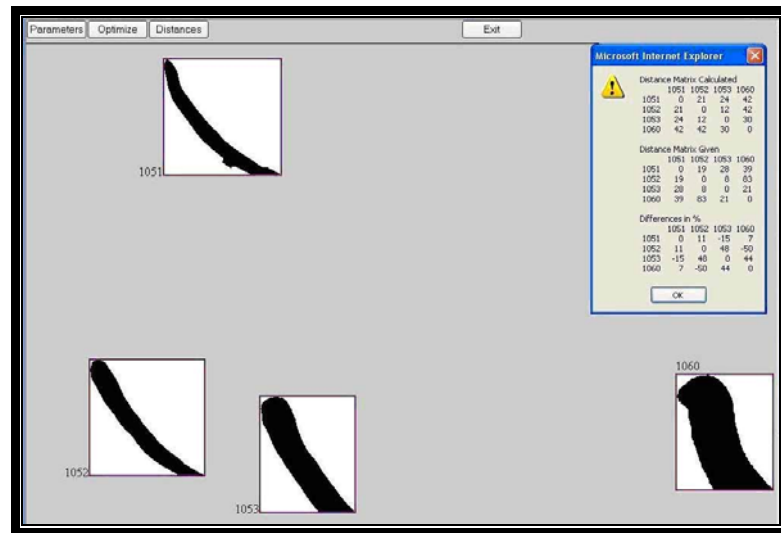 Parameters Optimize Distances Exit
Microsoft Internet Explorer
Distance Matrix Calculated
1051 1052 1053 1060
1051 0 21 24 42
1052 21 0 12 42
1053 24 12 0 30
1060 42 42 30 0
Distance Matrix Given
1051 1052 1053 1060
1051 0 19 28 39
1052 19 0 8 83
1053 28 8 0 21
1060 39 83 21 0
Differences in %
1051 1052 1053 1060
1051 0 11 -15 7
1052 11 0 48 -50
1053 -15 48 0 44
1060 7 -50 44 0
OK
1051
1060
1052
1053